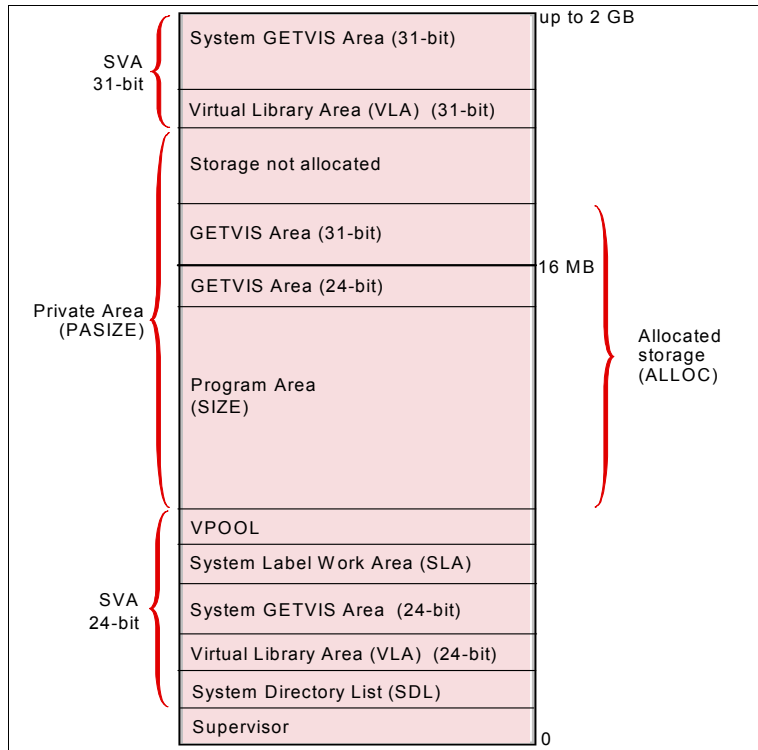 up to 2 GB
System GETVIS Area (31-bit)
SVA
31-bit
Virtual Library Area (VLA) (31-bit)
Storage not allocated
GETVIS Area (31-bit)
16 MB
GETVIS Area (24-bit)
Private Area
(PASIZE)
Allocated
storage
(ALLOC)
Program Area
(SIZE)
VPOOL
System Label Work Area (SLA)
SVA
24-bit
System GETVIS Area (24-bit)
Virtual Library Area (VLA) (24-bit)
System Directory List (SDL)
Supervisor
0